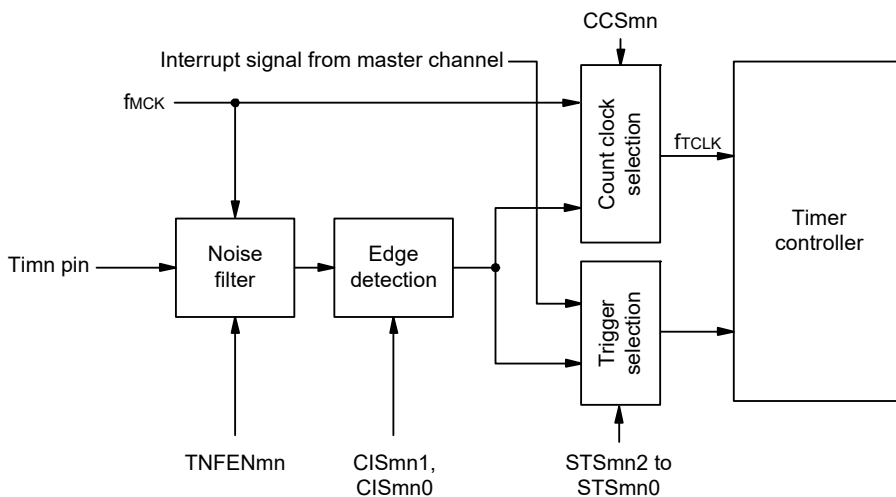 CCSmn
Interrupt signal from master channel
fMCK
Count clock
selection
fTCLK
Timer
controller
Timn pin
Noise
filter
Edge
detection
Trigger
selection
TNFENmn
CISmn1,
CISmn0
STSmn2 to
STSmn0